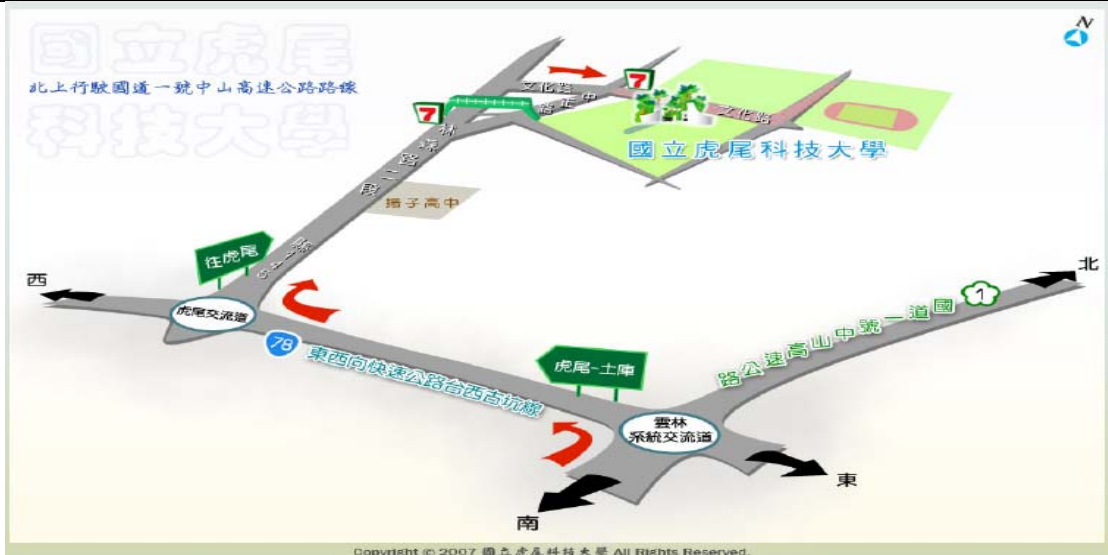 國立虎尾
科技大學
北上行駛國道一號中山高速公路路線
N
文化路
中正路
7
7
文化路
國立虎尾科技大學
林森路二段
揚子高中
往虎尾
西
虎尾交流道
78
東西向快速公路台西古坑線
虎尾-土庫
雲林
系統交流道
國道一號中山高速公路
1
北
東
南
Copyright © 2007 國立虎尾科技大學 All Rights Reserved.